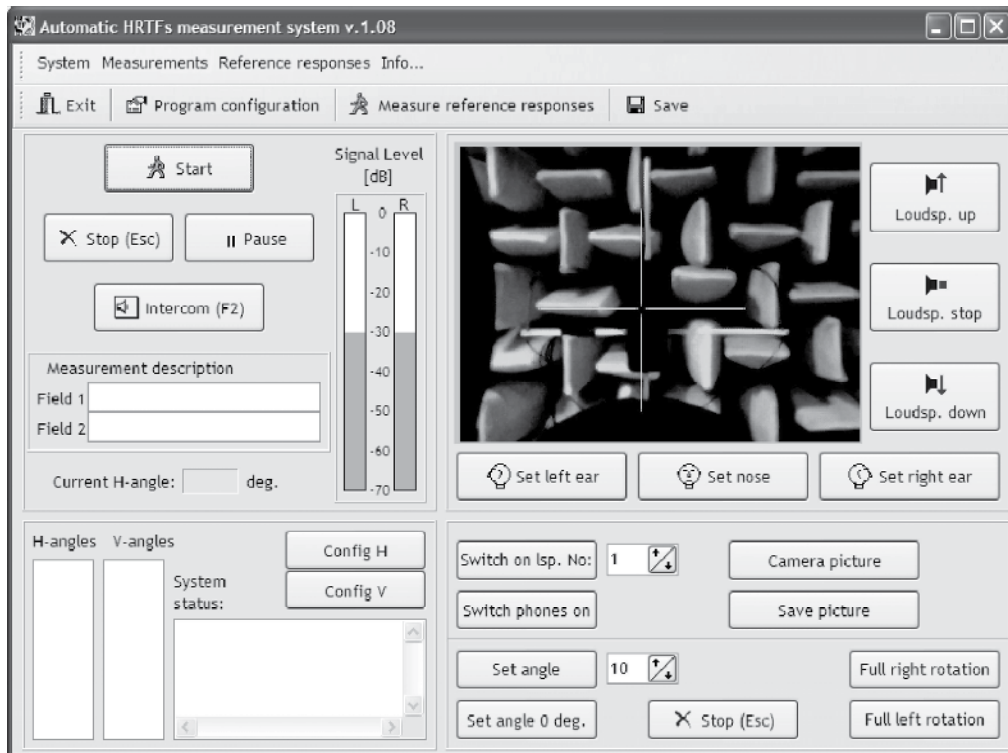 Automatic HRTFs measurement system v.1.08
System Measurements Reference responses Info...
Exit Program configuration Measure reference responses Save
Start
Signal Level
[dB]
L 0 R
-10
-20
-30
-40
-50
-60
-70
Stop (Esc) Pause
Intercom (F2)
Measurement description
Field 1
Field 2
Current H-angle: deg.
Loudsp. up
Loudsp. stop
Loudsp. down
Set left ear Set nose Set right ear
H-angles V-angles
Config H
Config V
System
status:
Switch on lsp. No: 1 Camera picture
Switch phones on Save picture
Set angle 10 Full right rotation
Set angle 0 deg. Stop (Esc) Full left rotation